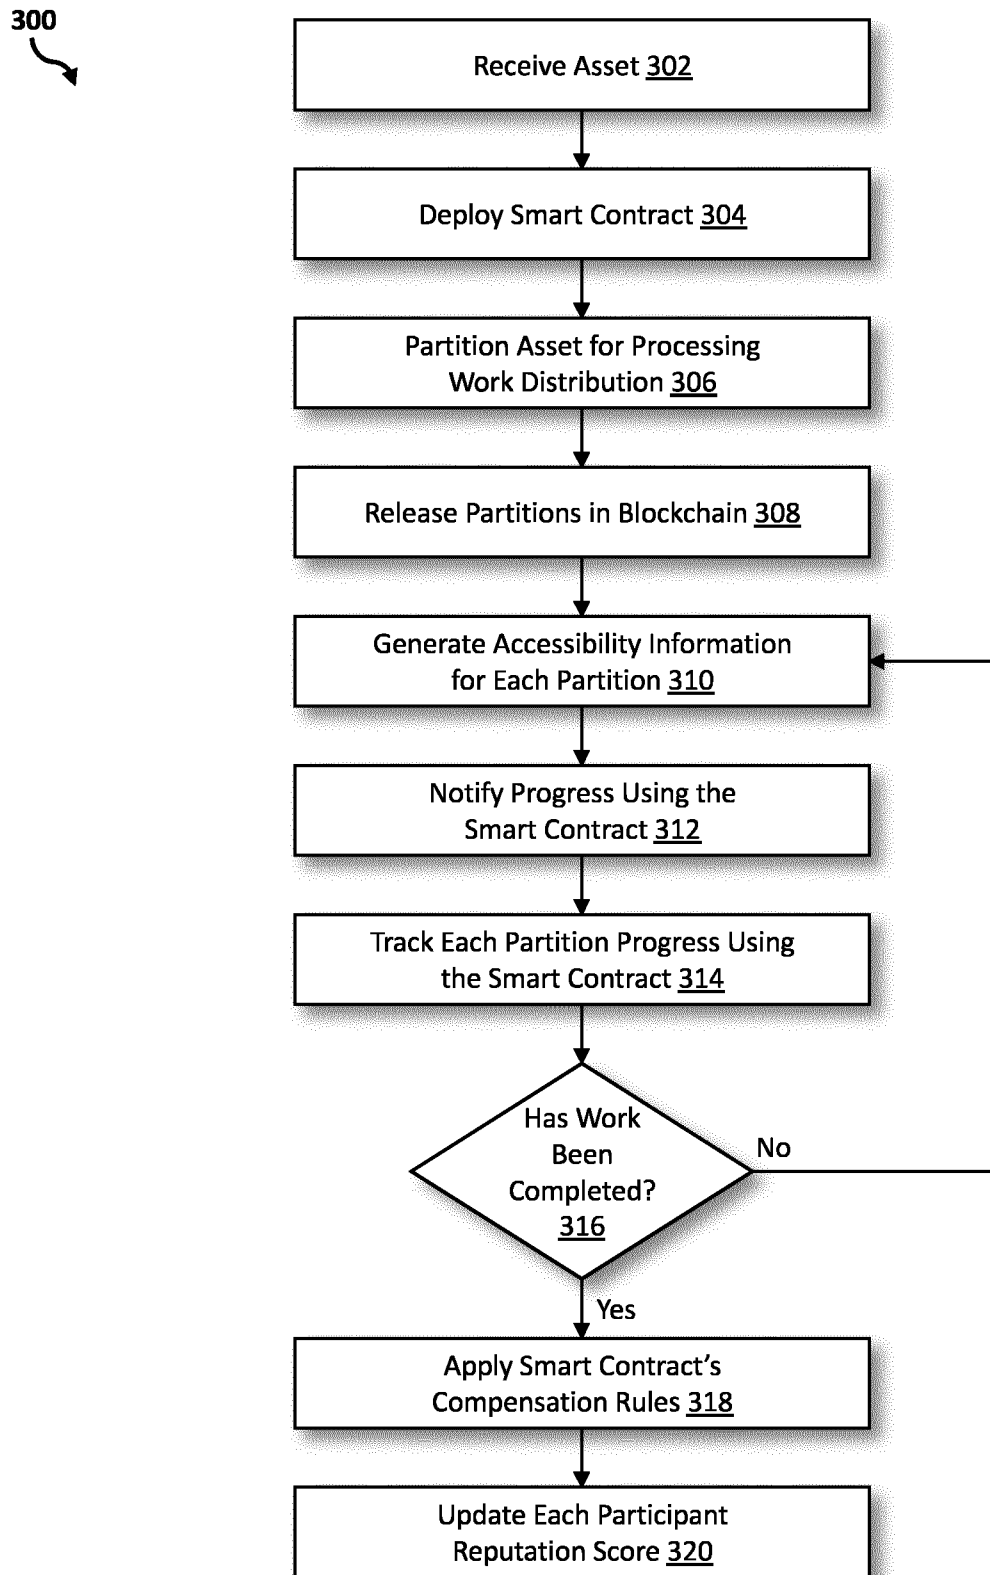 300
Receive Asset 302
Deploy Smart Contract 304
Partition Asset for Processing
Work Distribution 306
Release Partitions in Blockchain 308
Generate Accessibility Information
for Each Partition 310
Notify Progress Using the
Smart Contract 312
Track Each Partition Progress Using
the Smart Contract 314
Has Work
Been
Completed?
316
No
Yes
Apply Smart Contract’s
Compensation Rules 318
Update Each Participant
Reputation Score 320